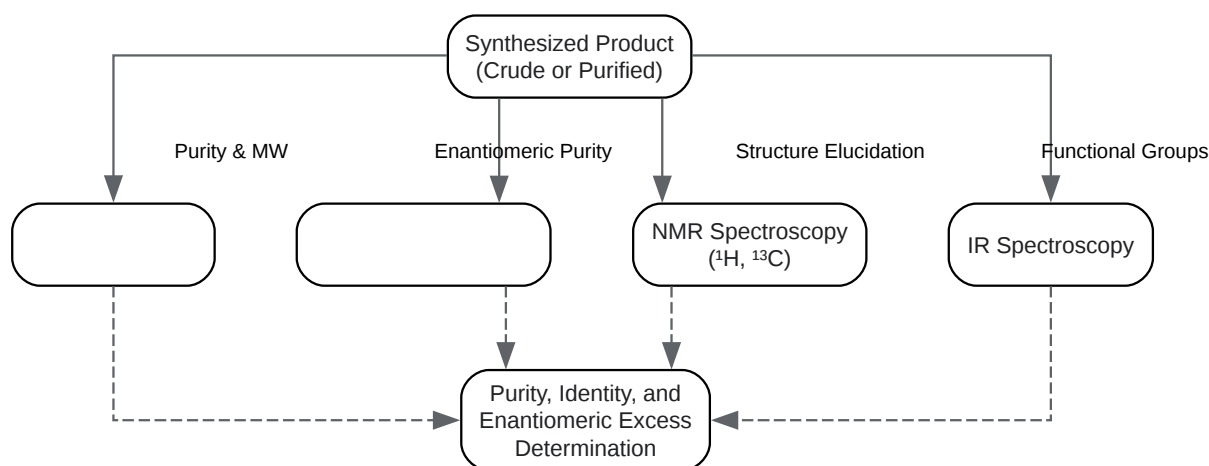 Synthesized Product
(Crude or Purified)
Purity & MW
Enantiomeric Purity
Structure Elucidation
Functional Groups
NMR Spectroscopy
(¹H, ¹³C)
IR Spectroscopy
Purity, Identity, and
Enantiomeric Excess
Determination